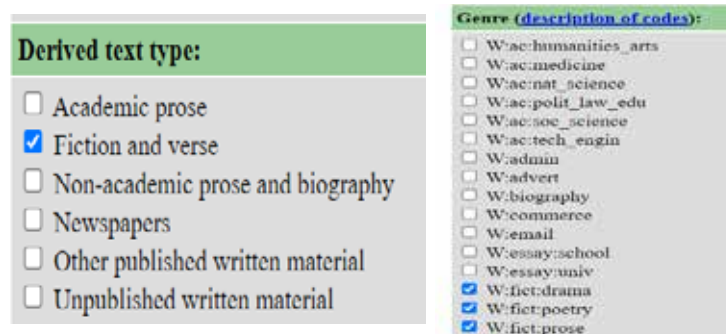 Derived text type:
Academic prose
Fiction and verse
Non-academic prose and biography
Newspapers
Other published written material
Unpublished written material
Genre (description of codes):
W:ac:humanities_arts
W:ac:medicine
W:ac:nat_science
W:ac:polit_law_edu
W:ac:soc_science
W:ac:tech_engin
W:admin
W:advert
W:biography
W:commerce
W:email
W:essay:school
W:essay:univ
W:fict:drama
W:fict:poetry
W:fict:prose